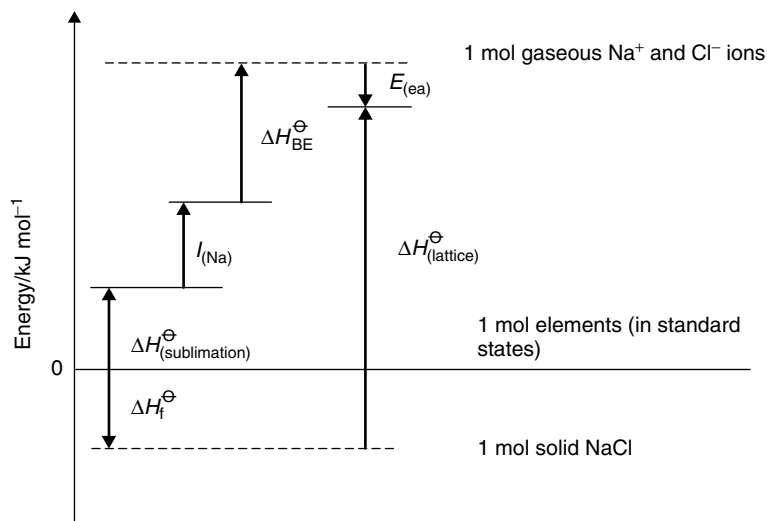 1 mol gaseous Na⁺ and Cl⁻ ions
E(ea)
ΔH⦵BE
I(Na)
ΔH⦵(lattice)
Energy/kJ mol⁻¹
1 mol elements (in standard
states)
ΔH⦵(sublimation)
0
ΔHf⦵
1 mol solid NaCl